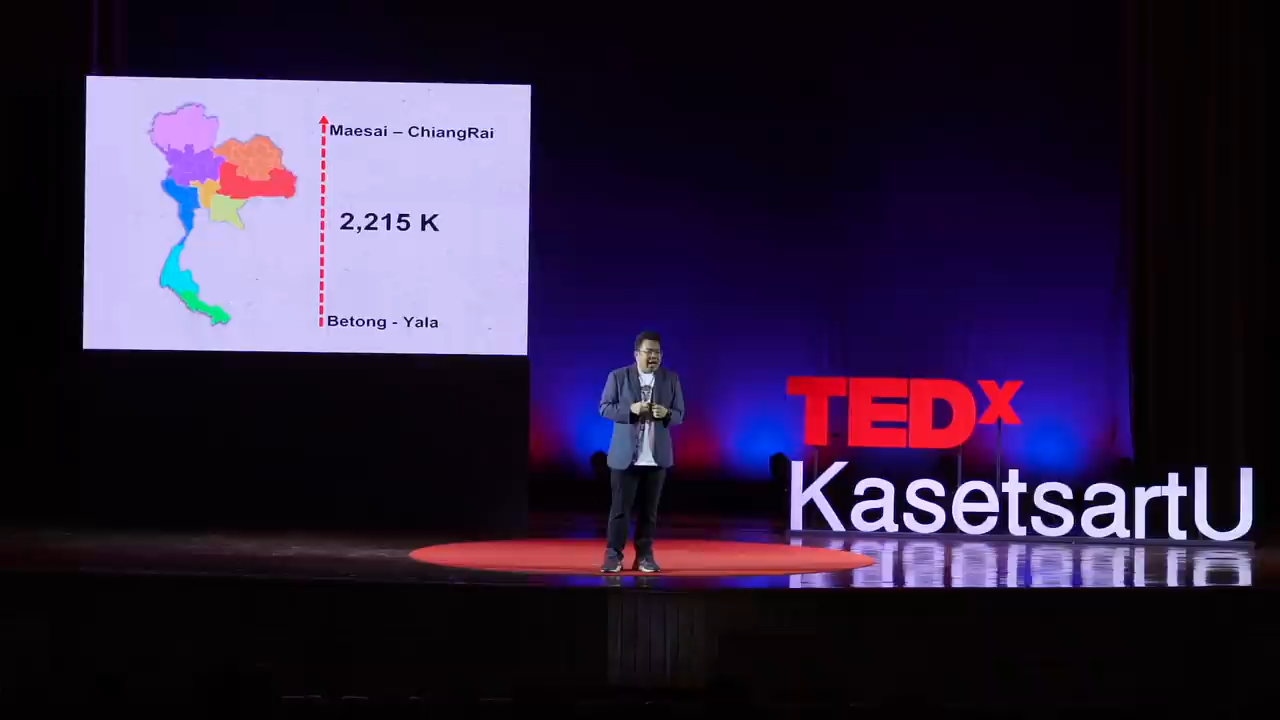 Maesai – ChiangRai
2,215 K
Betong - Yala
TEDx
KasetsartU